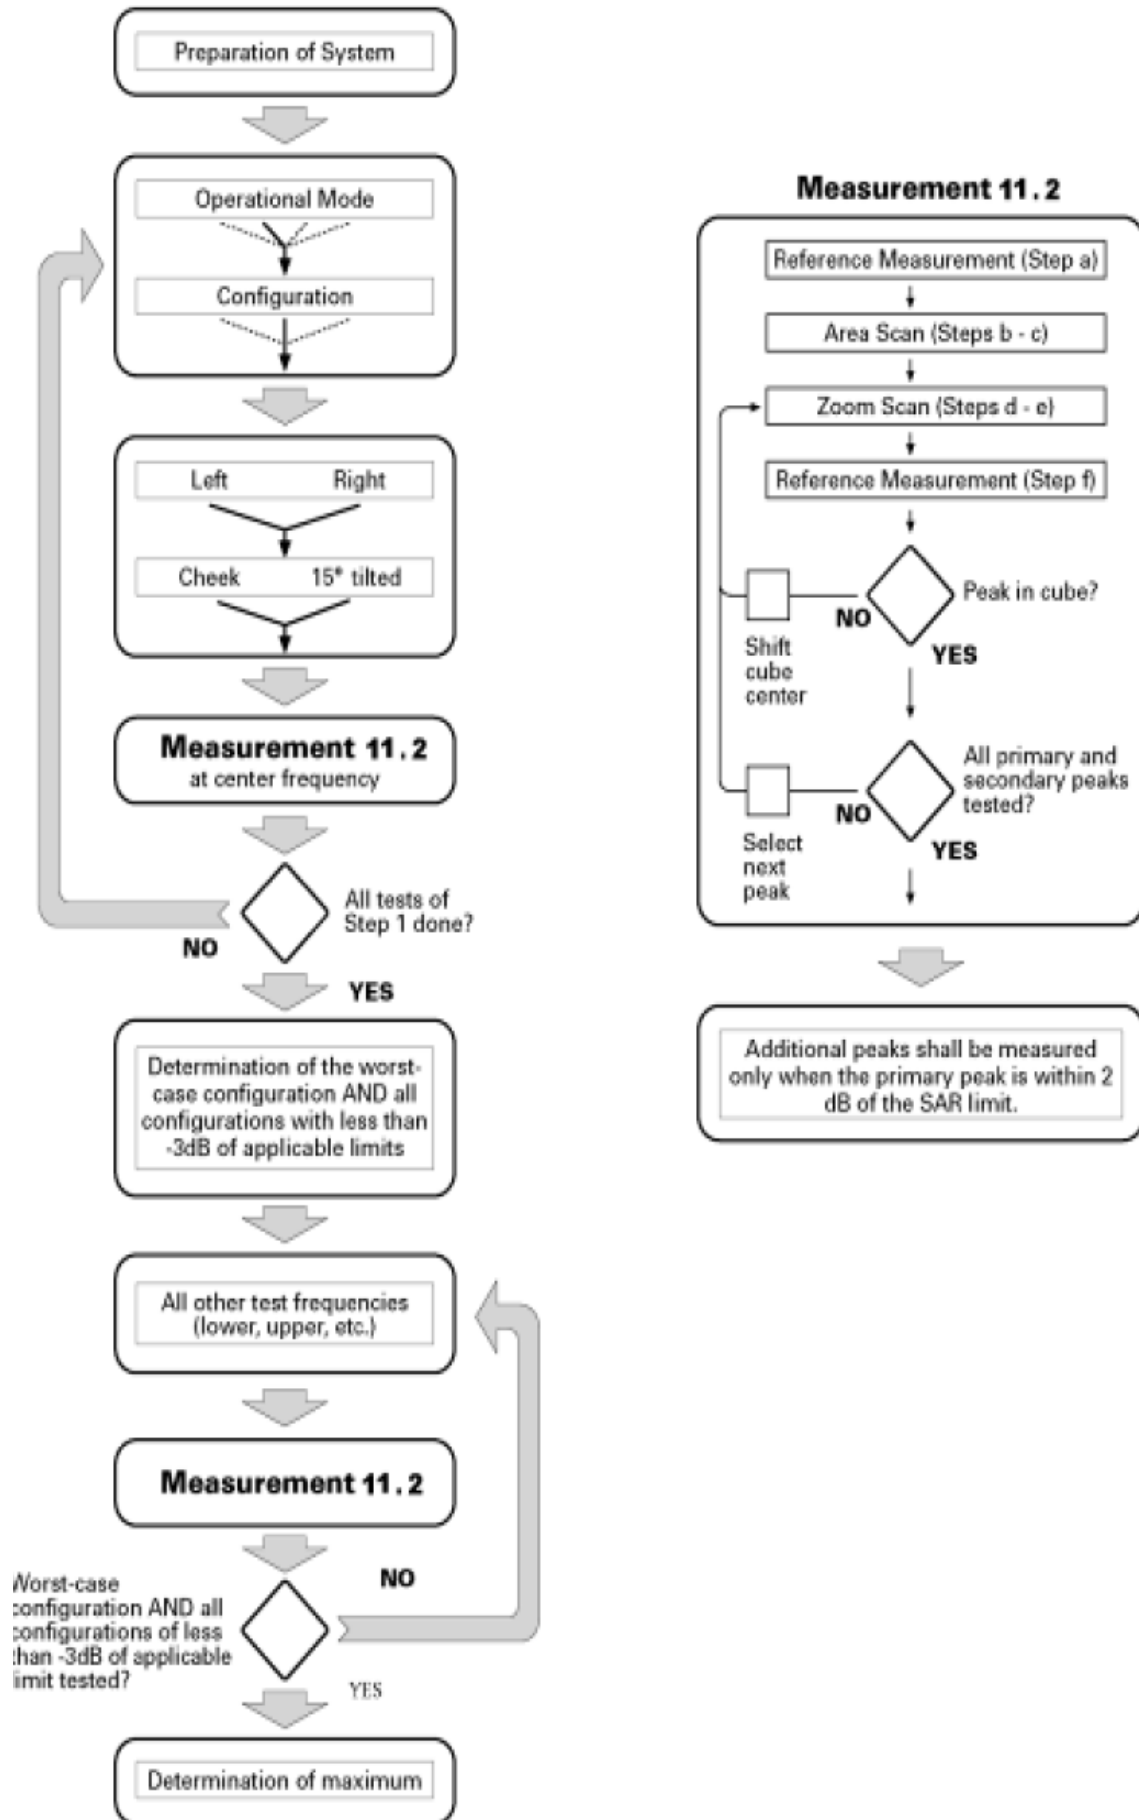 Preparation of System
Operational Mode
Configuration
Left Right
Cheek 15° tilted
Measurement 11.2
at center frequency
All tests of
Step 1 done?
NO
YES
Determination of the worst-
case configuration AND all
configurations with less than
-3dB of applicable limits
All other test frequencies
(lower, upper, etc.)
Measurement 11.2
NO
Worst-case
configuration AND all
configurations of less
than -3dB of applicable
limit tested?
YES
Determination of maximum
Measurement 11.2
Reference Measurement (Step a)
Area Scan (Steps b - c)
Zoom Scan (Steps d - e)
Reference Measurement (Step f)
Peak in cube?
NO
Shift
cube
center
YES
All primary and
secondary peaks
tested?
NO
Select
next
peak
YES
Additional peaks shall be measured
only when the primary peak is within 2
dB of the SAR limit.